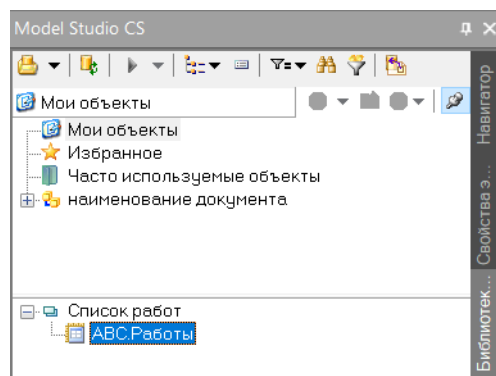 Model Studio CS
Мои объекты
Мои объекты
Избранное
Часто используемые объекты
наименование документа
Список работ
АВС.Работы
Навигатор
Свойства э...
Библиотек...